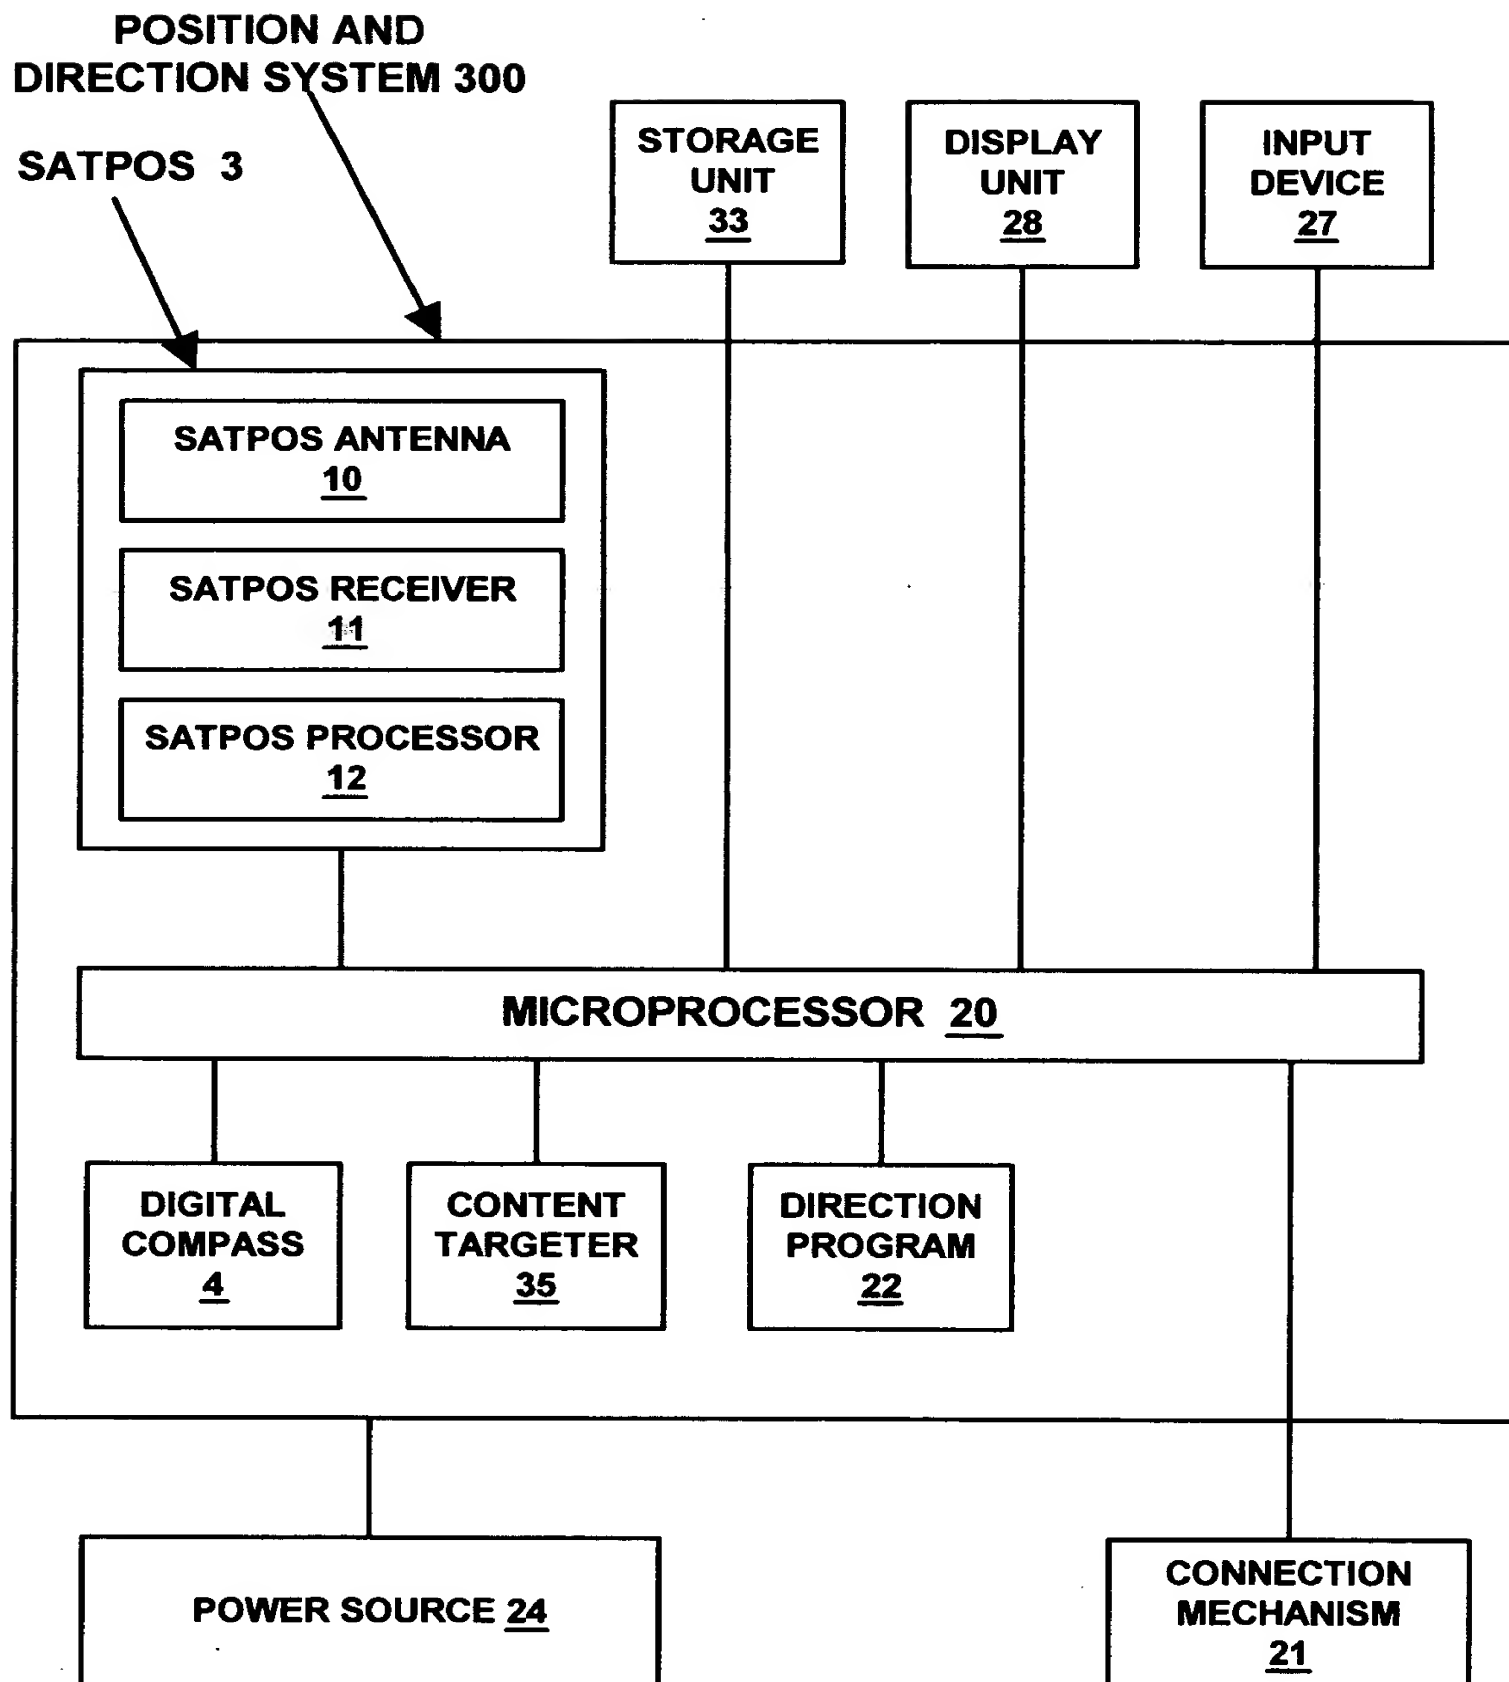 POSITION AND
DIRECTION SYSTEM 300
SATPOS 3
STORAGE
UNIT
33
DISPLAY
UNIT
28
INPUT
DEVICE
27
SATPOS ANTENNA
10
SATPOS RECEIVER
11
SATPOS PROCESSOR
12
MICROPROCESSOR 20
DIGITAL
COMPASS
4
CONTENT
TARGETER
35
DIRECTION
PROGRAM
22
POWER SOURCE 24
CONNECTION
MECHANISM
21